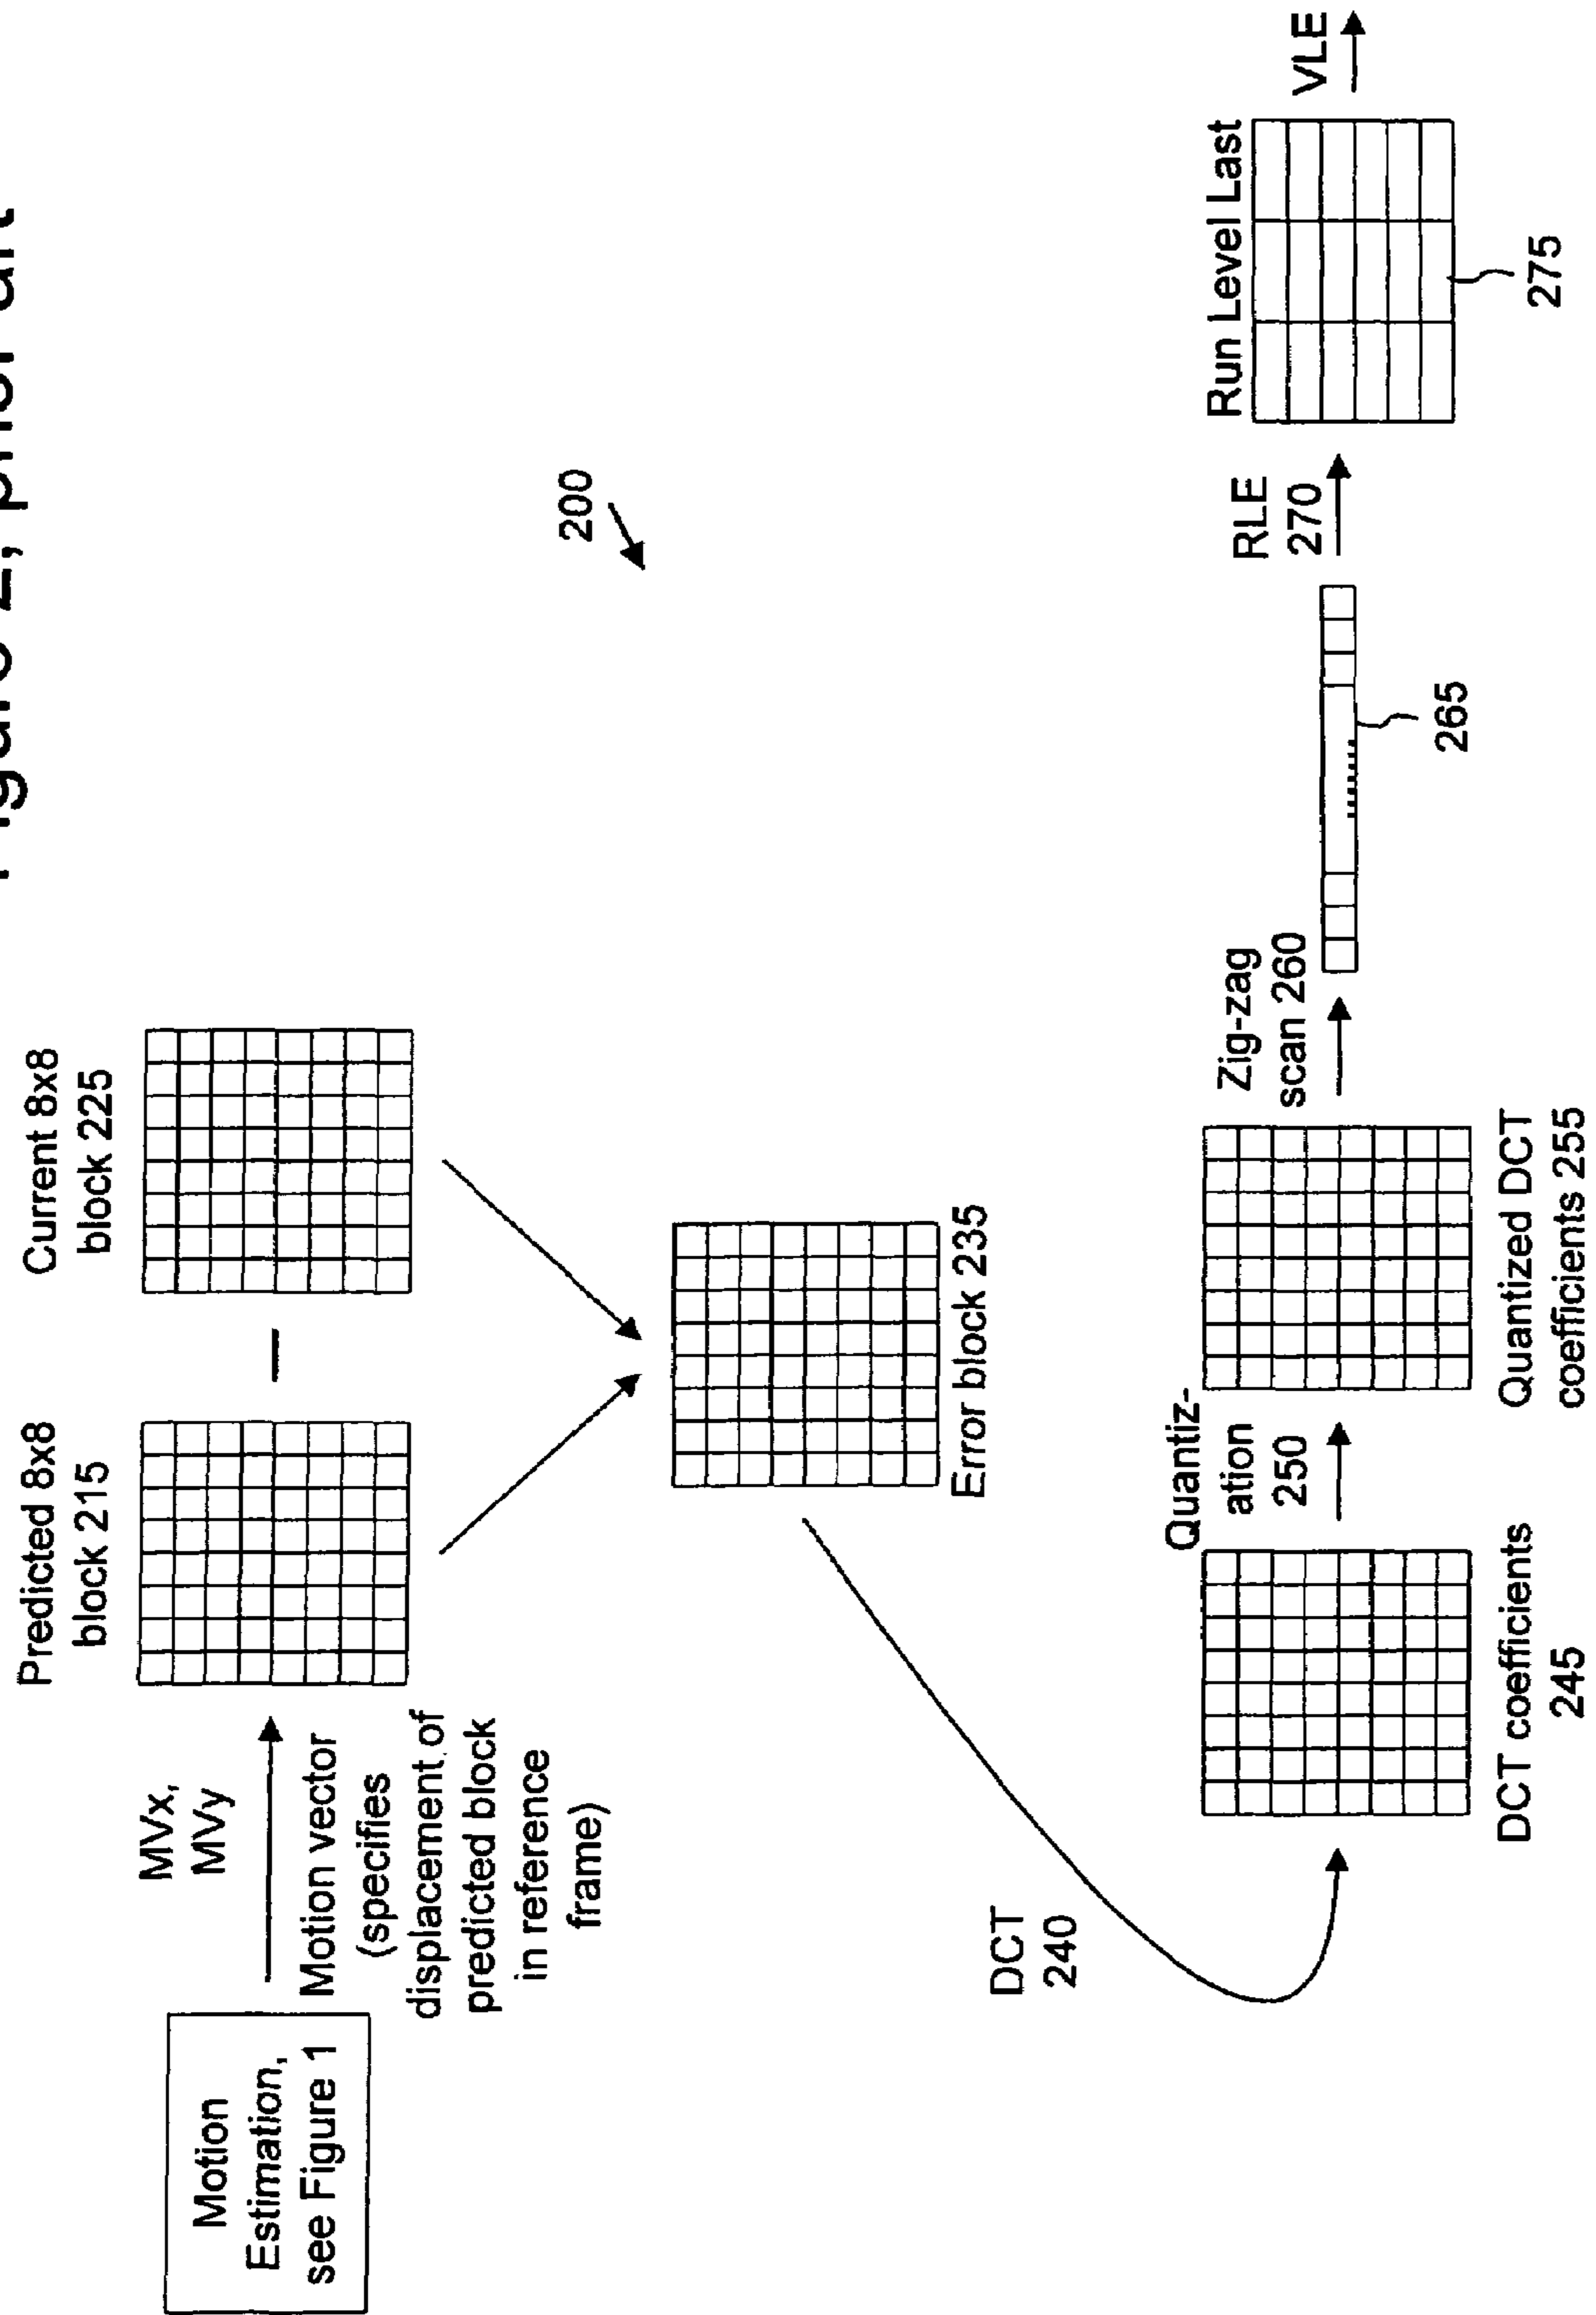 Figure 2, prior art
Motion
Estimation,
see Figure 1
MVx,
MVy
Motion vector
(specifies
displacement of
predicted block
in reference
frame)
Predicted 8x8
block 215
Current 8x8
block 225
200
Error block 235
DCT
240
DCT coefficients
245
Quantiz-
ation
250
Quantized DCT
coefficients 255
Zig-zag
scan 260
265
RLE
270
Run Level Last
275
VLE